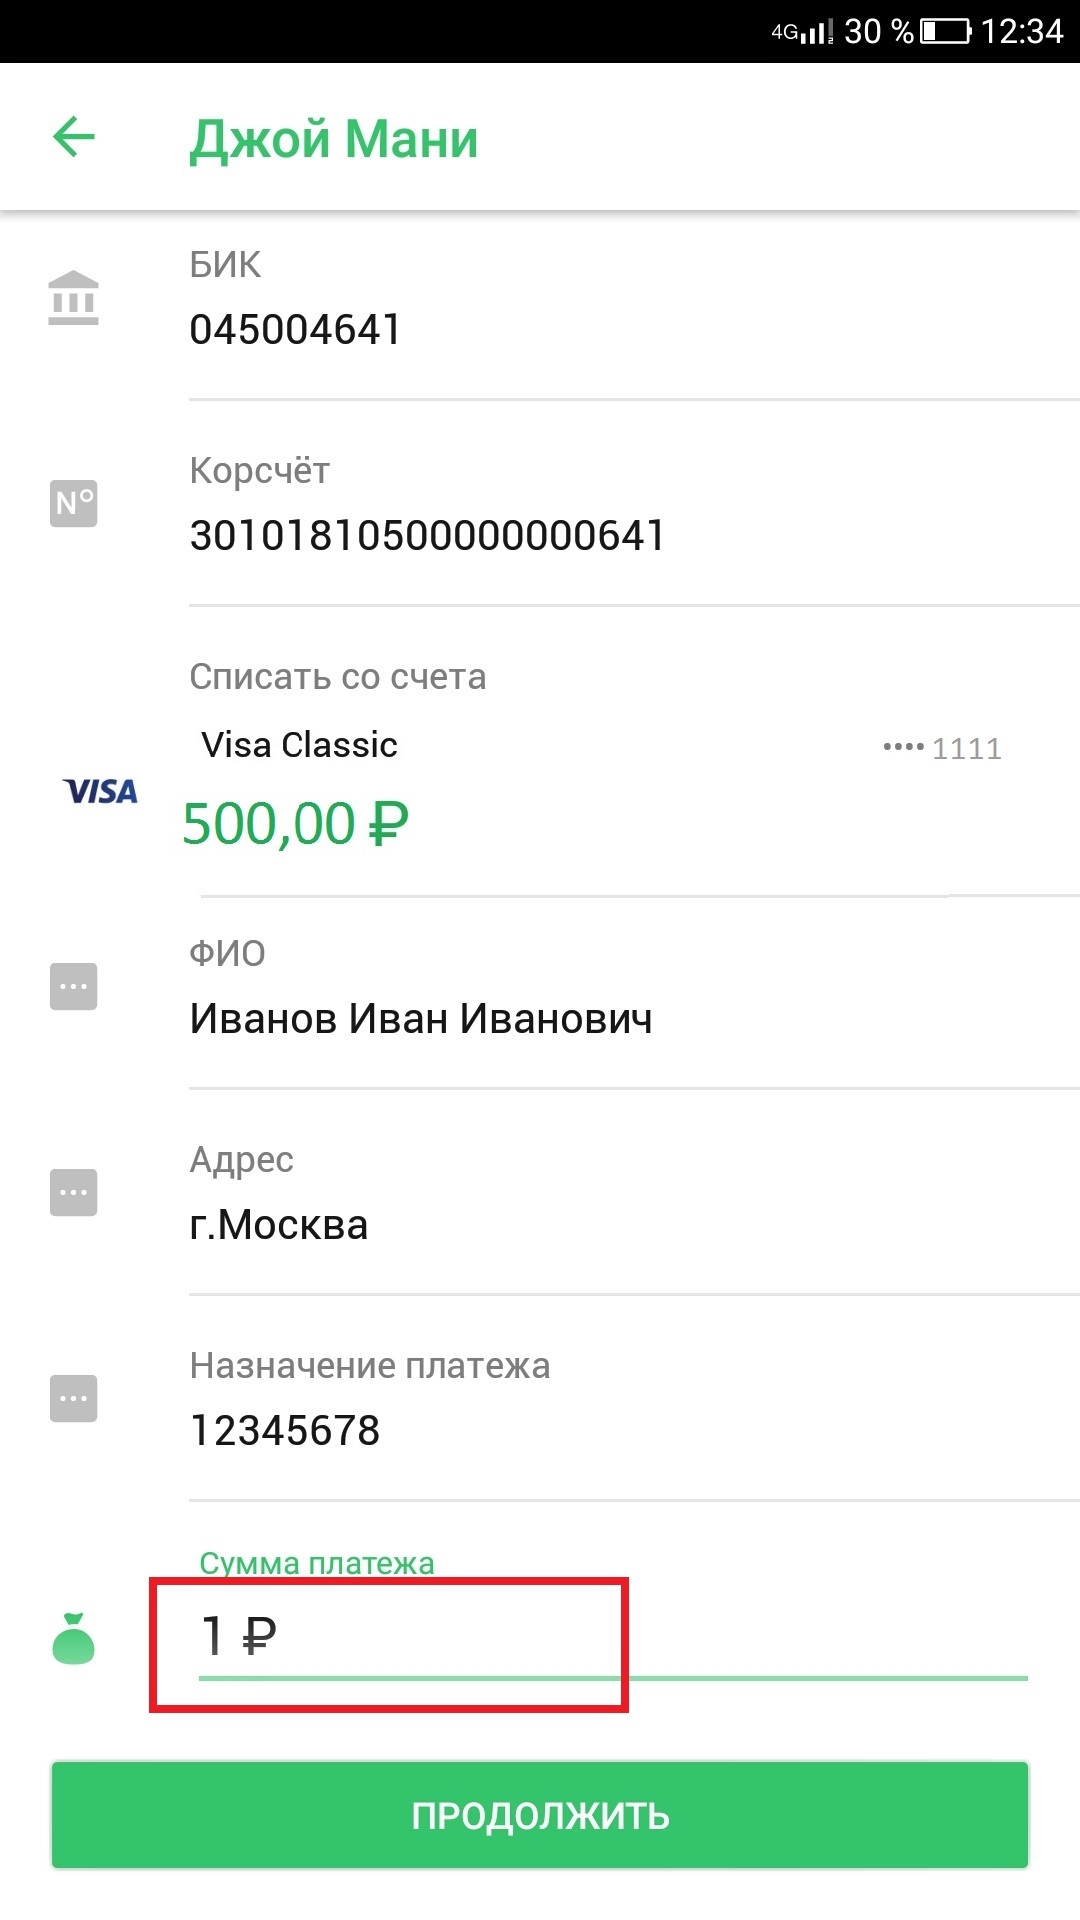 4G 30 % 12:34
Джой Мани
БИК
045004641
N°
Корсчёт
30101810500000000641
Списать со счета
Visa Classic •••• 1111
VISA
500,00 ₽
ФИО
Иванов Иван Иванович
Адрес
г.Москва
Назначение платежа
12345678
Сумма платежа
1 ₽
ПРОДОЛЖИТЬ